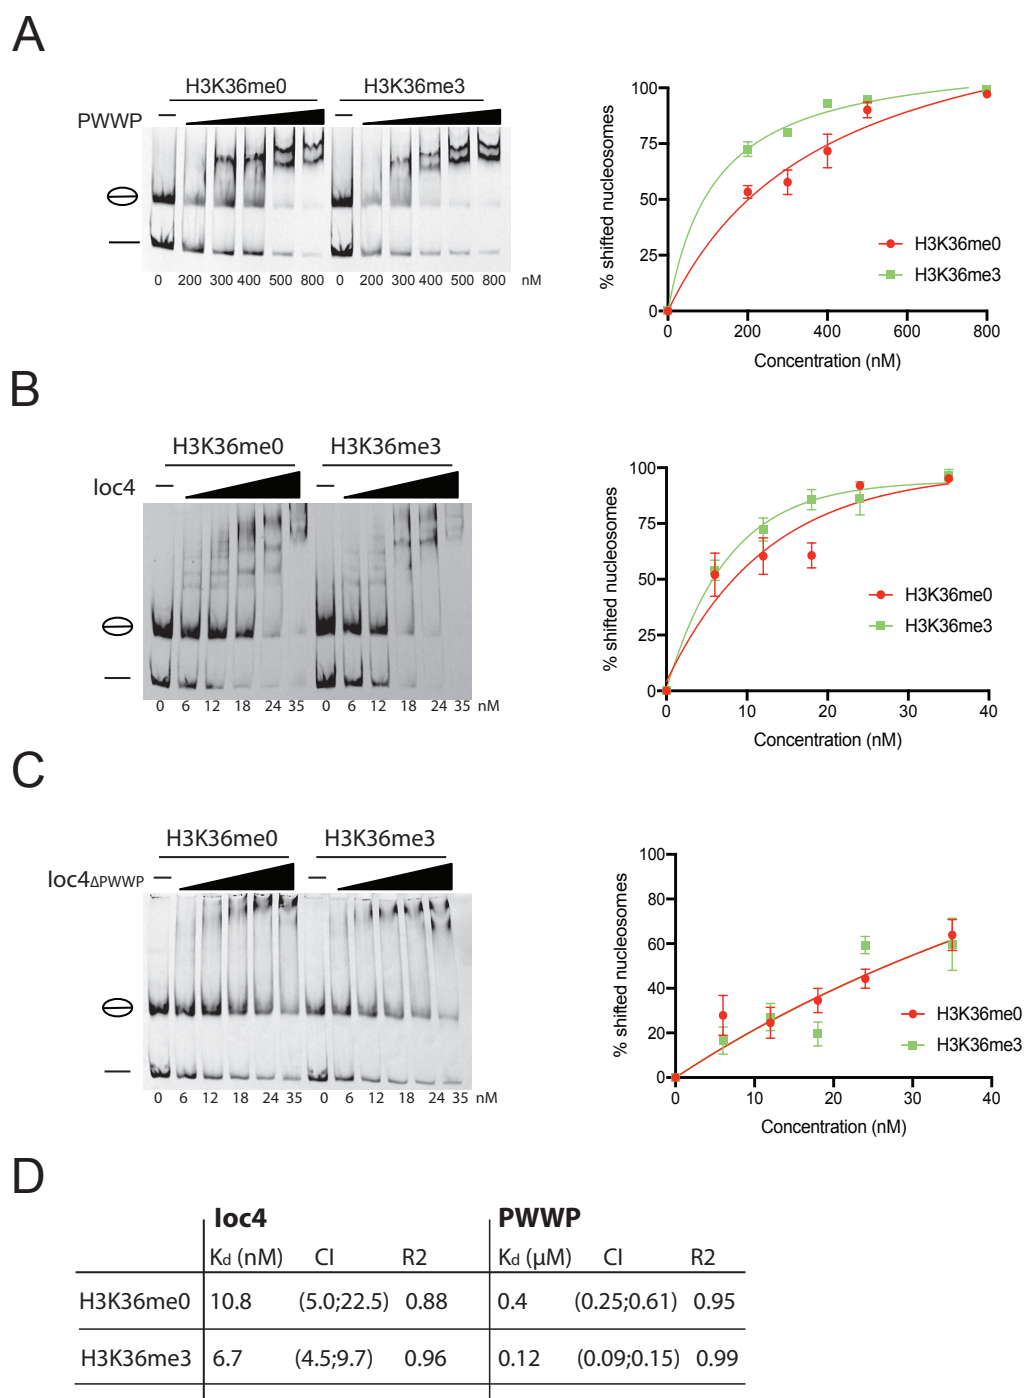 A
H3K36me0 H3K36me3
PWWP
0 200 300 400 500 800 0 200 300 400 500 800 nM
% shifted nucleosomes
100
75
50
25
0
0 200 400 600 800
Concentration (nM)
H3K36me0
H3K36me3
B
H3K36me0 H3K36me3
Ioc4
0 6 12 18 24 35 0 6 12 18 24 35 nM
% shifted nucleosomes
100
75
50
25
0
0 10 20 30 40
Concentration (nM)
H3K36me0
H3K36me3
C
H3K36me0 H3K36me3
Ioc4ΔPWWP
0 6 12 18 24 35 0 6 12 18 24 35 nM
% shifted nucleosomes
100
80
60
40
20
0
0 10 20 30 40
Concentration (nM)
H3K36me0
H3K36me3
D
Ioc4 PWWP
Kd (nM) CI R2 Kd (μM) CI R2
H3K36me0 10.8 (5.0;22.5) 0.88 0.4 (0.25;0.61) 0.95
H3K36me3 6.7 (4.5;9.7) 0.96 0.12 (0.09;0.15) 0.99